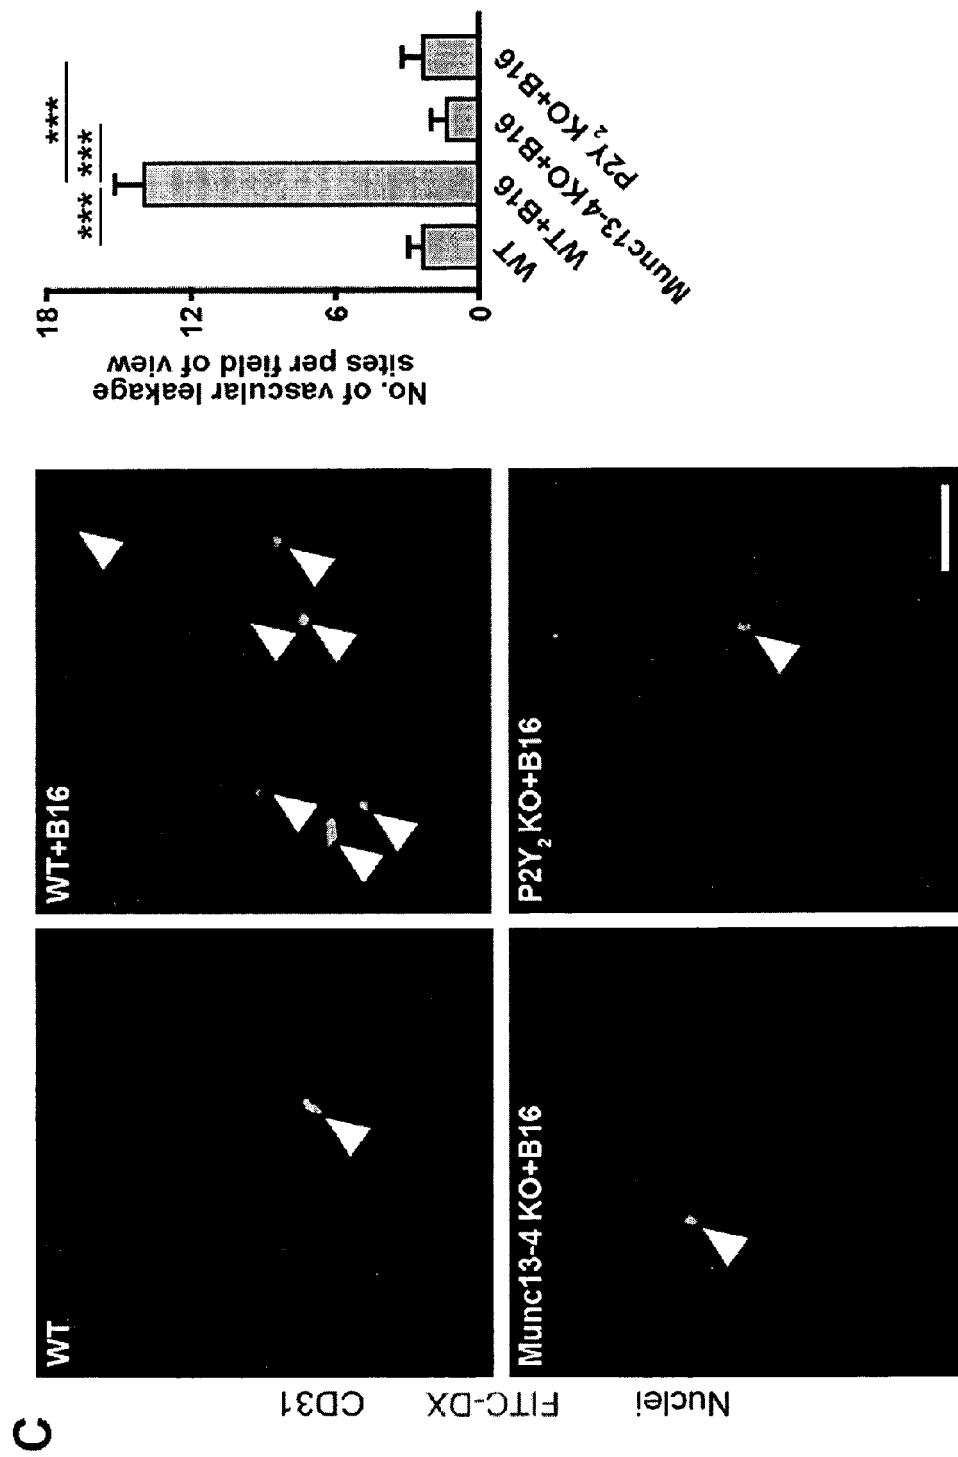 C
WT
WT+B16
Munc13-4 KO+B16
P2Y2 KO+B16
Nuclei FITC-DX CD31
No. of vascular leakage
sites per field of view
18
12
6
0
***
*** ***
WT
WT+B16
Munc13-4 KO+B16
P2Y2 KO+B16